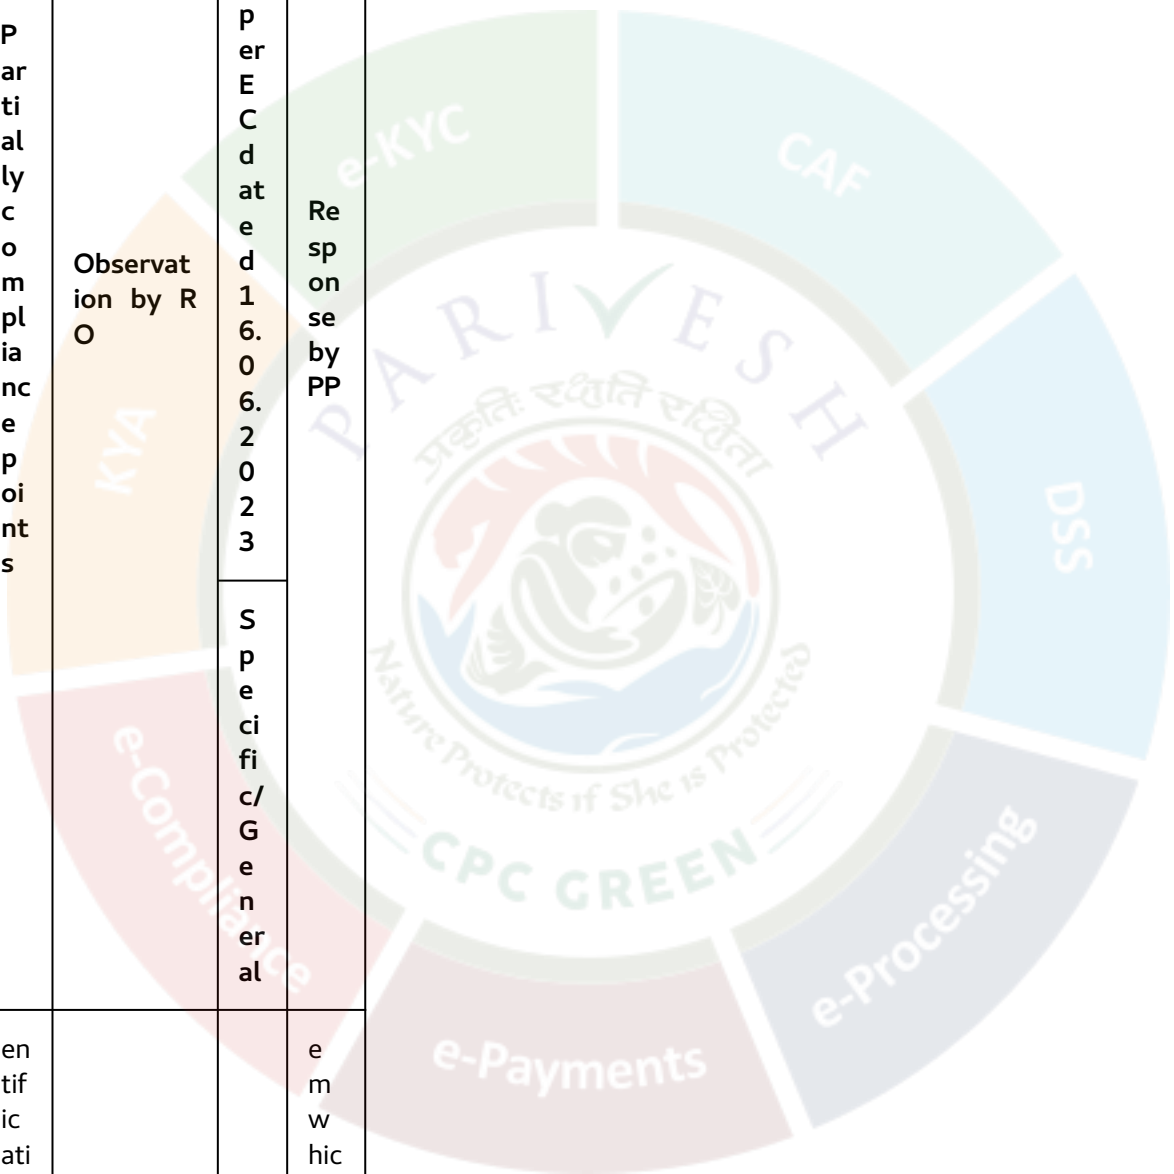 P
ar
ti
al
ly
c
o
m
pl
ia
nc
e
p
oi
nt
s
Observat
ion by R
O
p
er
E
C
d
at
e
d
1
6.
0
6.
2
0
2
3
S
p
e
ci
fi
c/
G
e
n
er
al
Re
sp
on
se
by
PP
en
tif
ic
ati
e
m
w
hic
e-KYC
CAF
DSS
e-Processing
e-Payments
e-Compliance
KYA
PARIVESH
प्रकृतिः रक्षति रक्षिता
Nature Protects if She is Protected
CPC GREEN